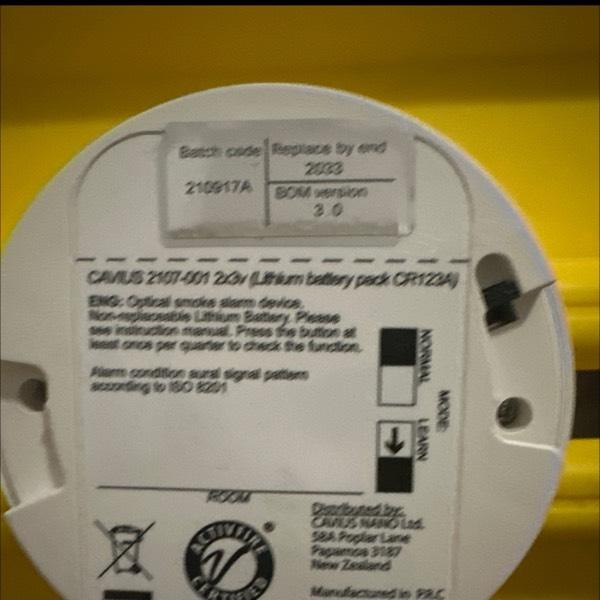 Batch code
210917A
Replace by end
2033
BOM version
3.0
CAVIUS 2107-001 2x3v (Lithium battery pack CR123A)
ENG: Optical smoke alarm device.
Non-replaceable Lithium Battery. Please
see instruction manual. Press the button at
least once per quarter to check the function.
Alarm condition aural signal pattern
according to ISO 8201
NORMAL
MODE:
LEARN
ROOM
ACTIVFIRE
CERTIFIED
®
Distributed by:
CAVIUS NANO Ltd.
58A Poplar Lane
Papamoa 3187
New Zealand
Manufactured in P.R.C